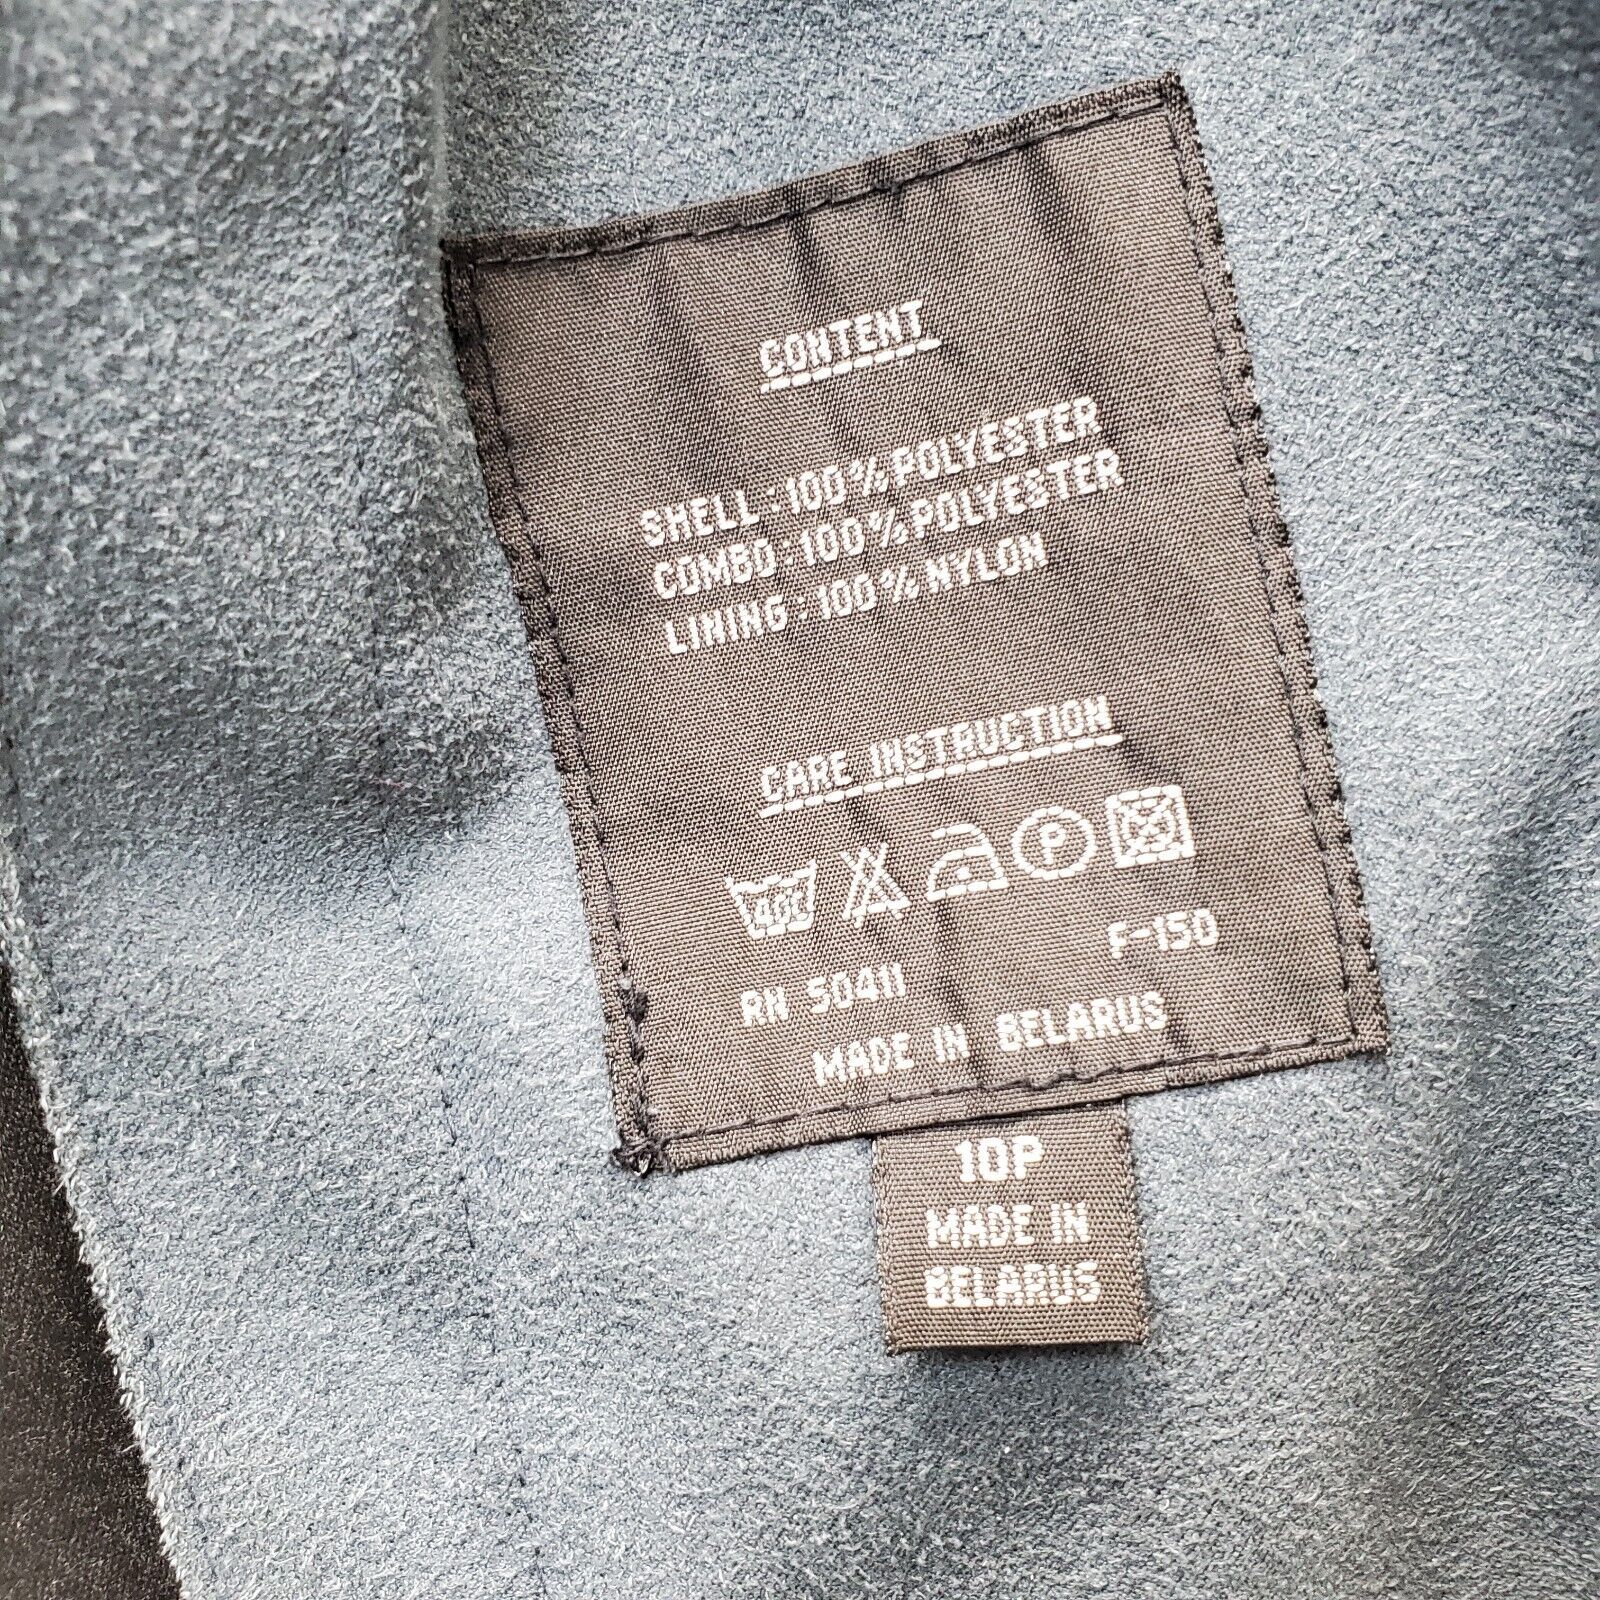 CONTENT
SHELL : 100% POLYESTER
COMBO : 100% POLYESTER
LINING : 100% NYLON
CARE INSTRUCTION
40C P
F-150
RN 50411
MADE IN BELARUS
10P
MADE IN
BELARUS